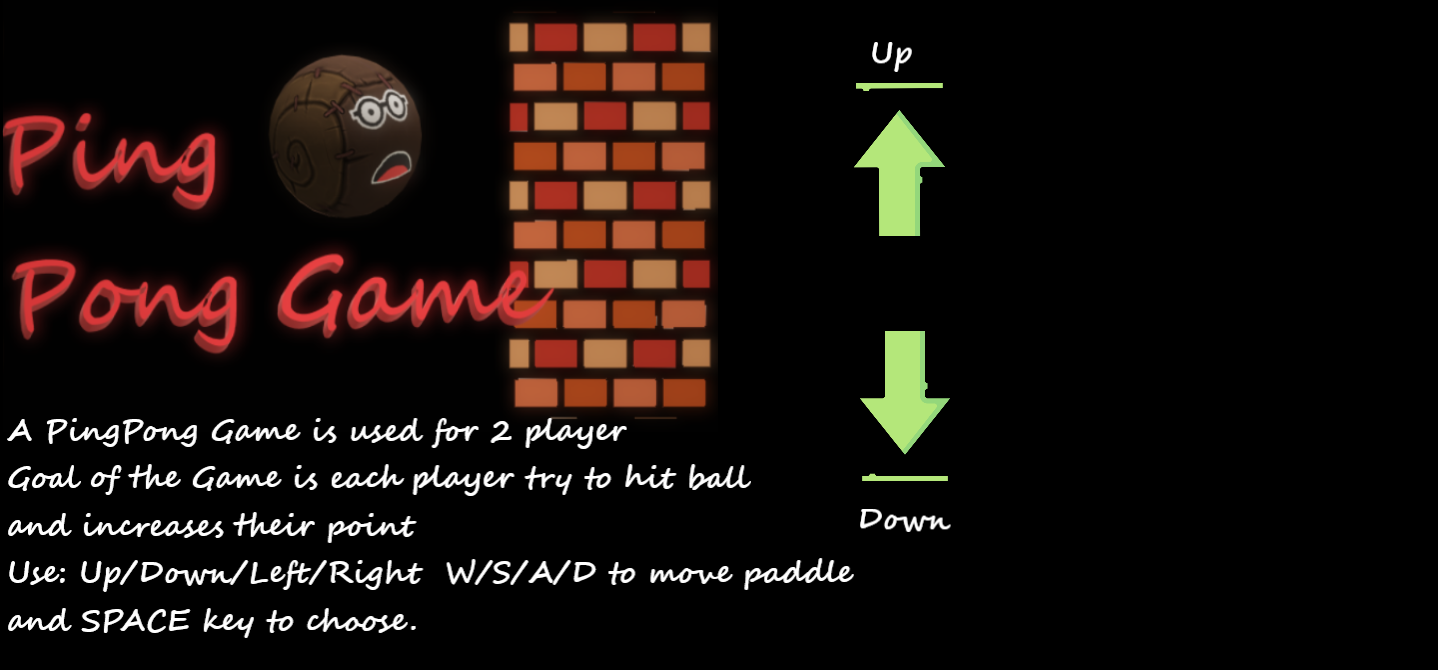 Ping
Pong Game
A PingPong Game is used for 2 player
Goal of the Game is each player try to hit ball
and increases their point
Use: Up/Down/Left/Right W/S/A/D to move paddle
and SPACE key to choose.
Up
Down